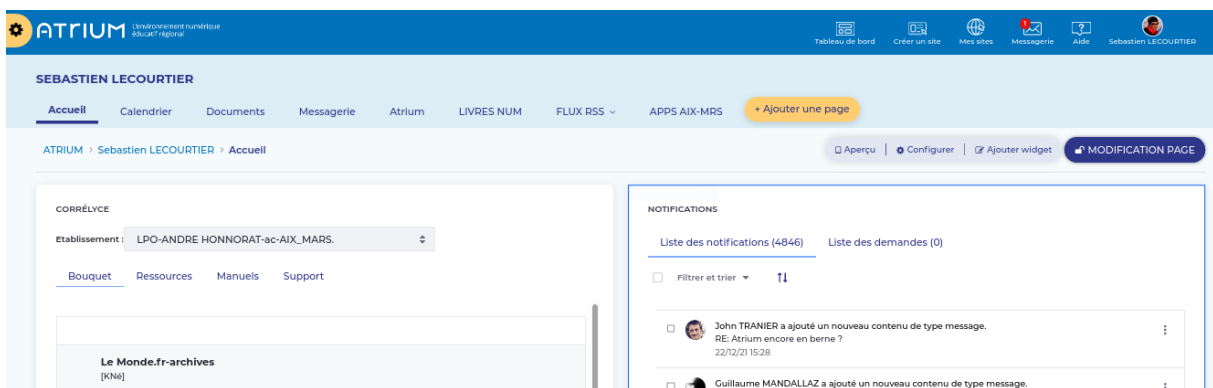 ATRIUM L'environnement numérique
éducatif régional
Tableau de bord Créer un site Mes sites 1 Messagerie ? Aide Sebastien LECOURTIER
SEBASTIEN LECOURTIER
Accueil Calendrier Documents Messagerie Atrium LIVRES NUM FLUX RSS APPS AIX-MRS + Ajouter une page
ATRIUM > Sebastien LECOURTIER > Accueil
Aperçu | Configurer | Ajouter widget MODIFICATION PAGE
CORRÉLYCE
Etablissement : LPO-ANDRE HONNORAT-ac-AIX_MARS.
Bouquet Ressources Manuels Support
Le Monde.fr-archives
[KNé]
NOTIFICATIONS
Liste des notifications (4846) Liste des demandes (0)
Filtrer et trier
John TRANIER a ajouté un nouveau contenu de type message.
RE: Atrium encore en berne ?
22/12/21 15:28
Guillaume MANDALLAZ a ajouté un nouveau contenu de type message.